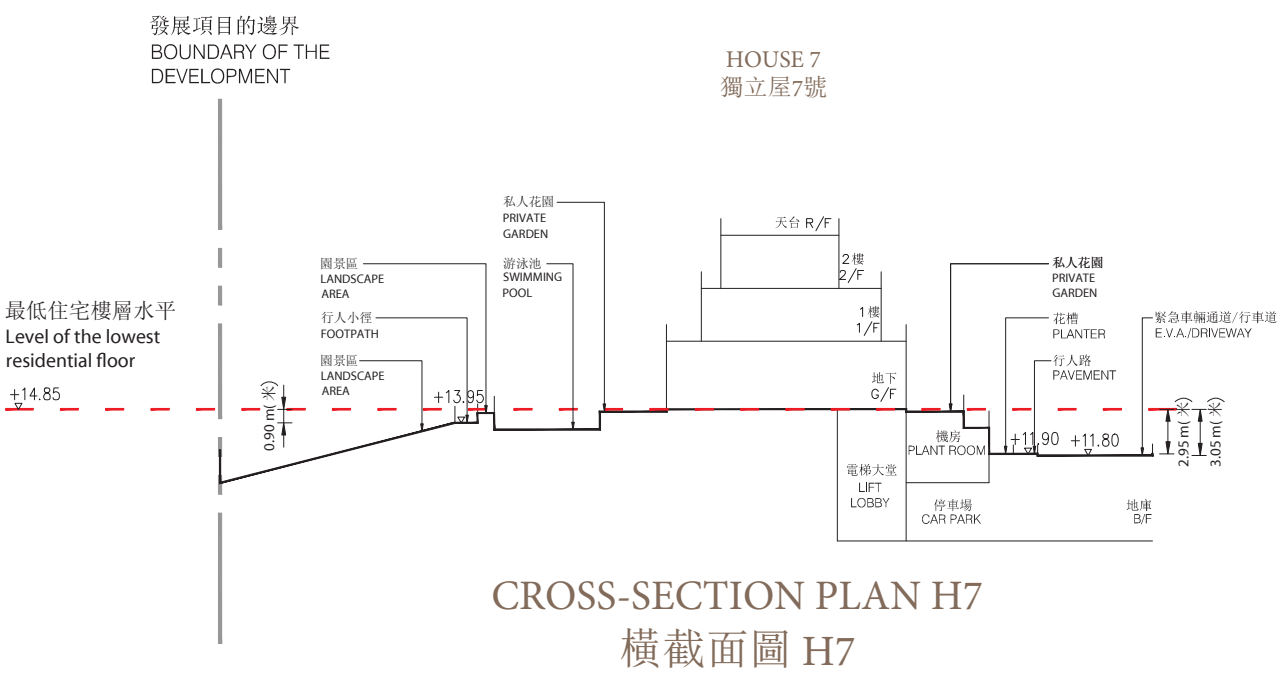 發展項目的邊界
BOUNDARY OF THE
DEVELOPMENT
HOUSE 7
獨立屋7號
私人花園
PRIVATE
GARDEN
天台 R/F
園景區
LANDSCAPE
AREA
游泳池
SWIMMING
POOL
2樓
2/F
私人花園
PRIVATE
GARDEN
最低住宅樓層水平
Level of the lowest
residential floor
行人小徑
FOOTPATH
1樓
1/F
花槽
PLANTER
緊急車輛通道/行車道
E.V.A./DRIVEWAY
園景區
LANDSCAPE
AREA
行人路
PAVEMENT
地下
G/F
+14.85
0.90 m( 米)
+13.95
機房
PLANT ROOM
+11.90
+11.80
2.95 m( 米)
3.05 m( 米)
電梯大堂
LIFT
LOBBY
停車場
CAR PARK
地庫
B/F
CROSS-SECTION PLAN H7
橫截面圖 H7